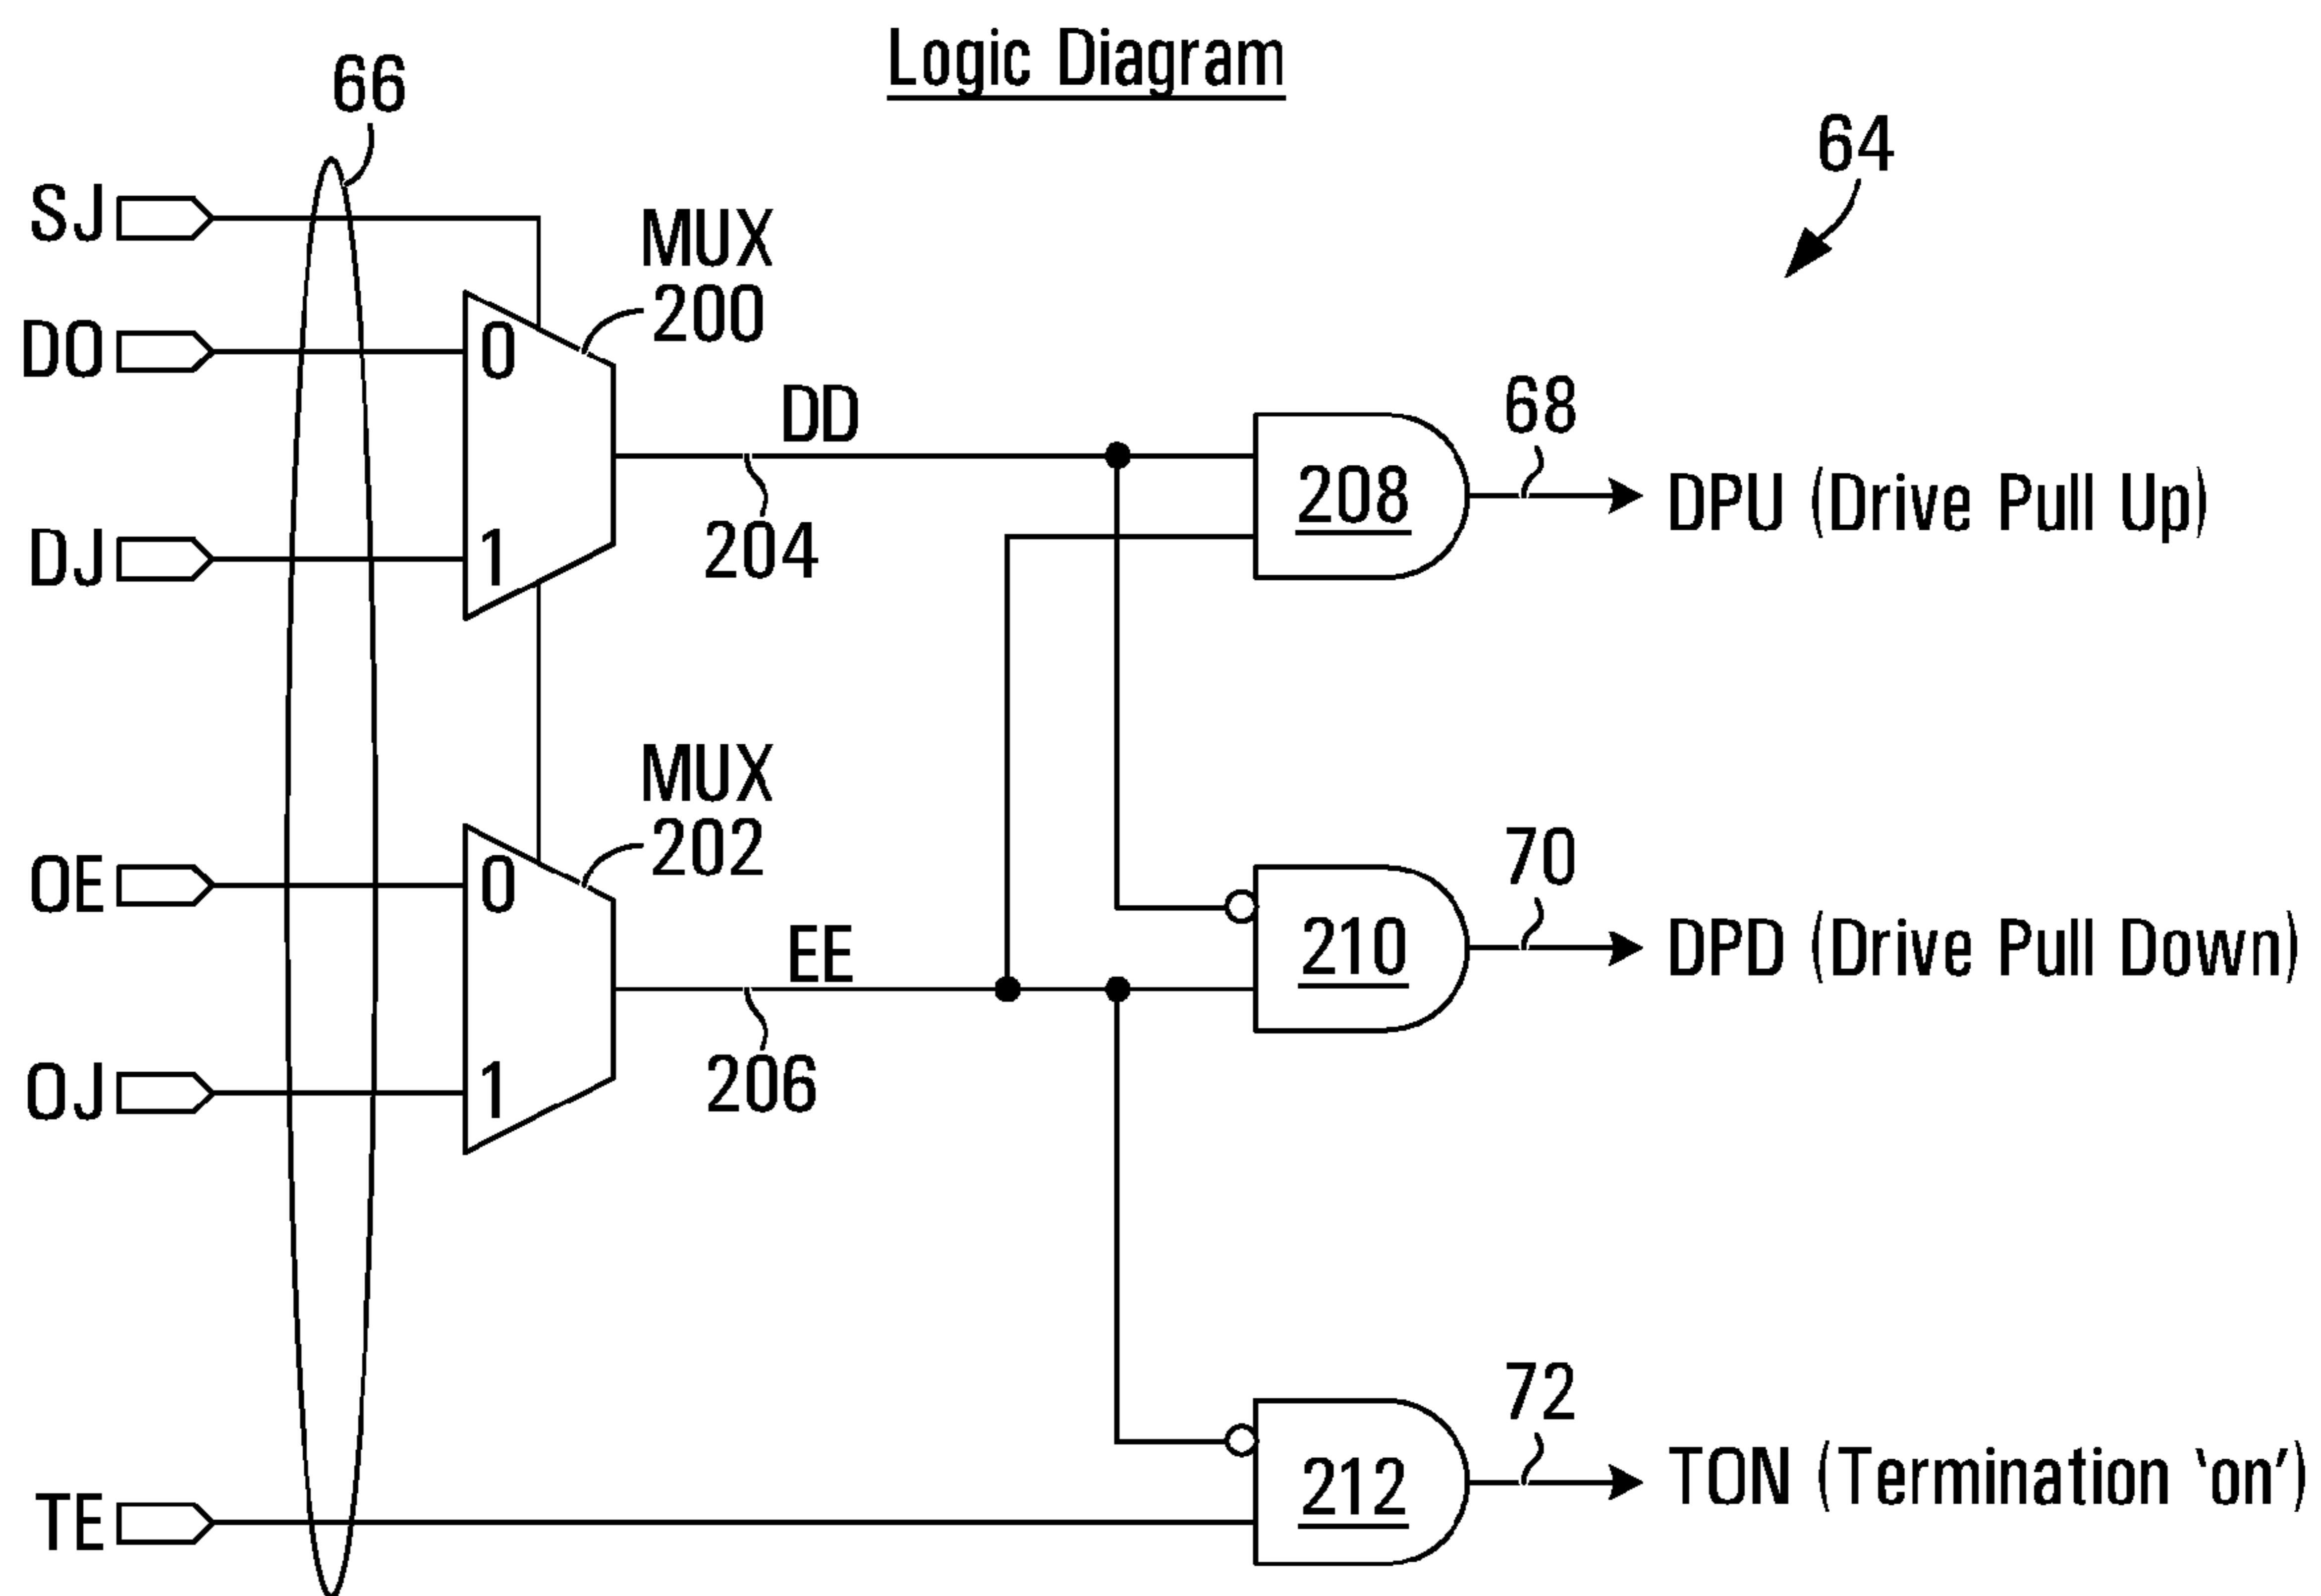 Logic Diagram
66
64
SJ
MUX
200
DO
0
DD
68
DPU (Drive Pull Up)
208
DJ
1
204
MUX
202
OE
0
70
EE
DPD (Drive Pull Down)
210
OJ
1
206
72
TON (Termination ‘on’)
212
TE